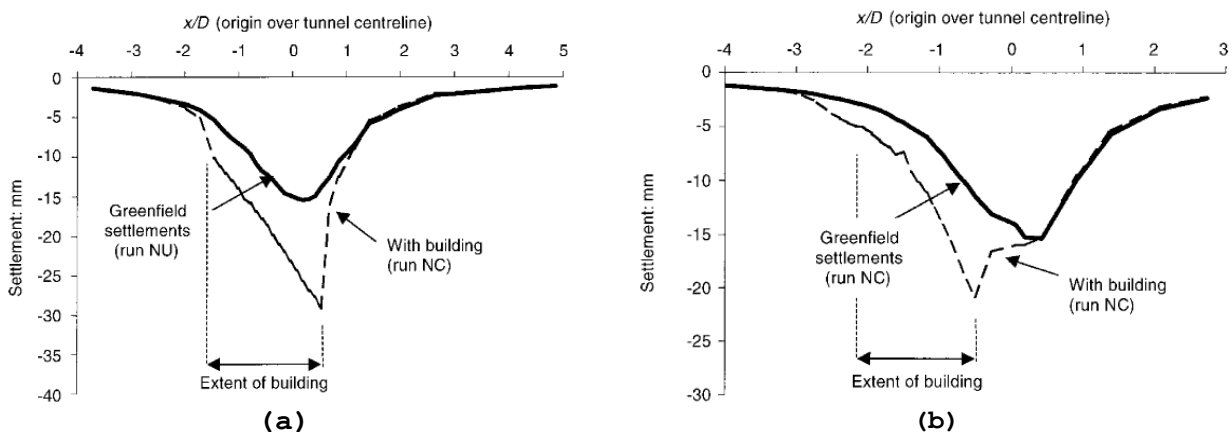 x/D (origin over tunnel centreline)
-4 -3 -2 -1 0 1 2 3 4 5
0
-5
-10
-15
-20
-25
-30
-35
-40
Settlement: mm
Greenfield
settlements
(run NU)
With building
(run NC)
Extent of building
(a)
x/D (origin over tunnel centreline)
-4 -3 -2 -1 0 1 2 3
0
-5
-10
-15
-20
-25
-30
Settlement: mm
Greenfield
settlements
(run NC)
With building
(run NC)
Extent of building
(b)